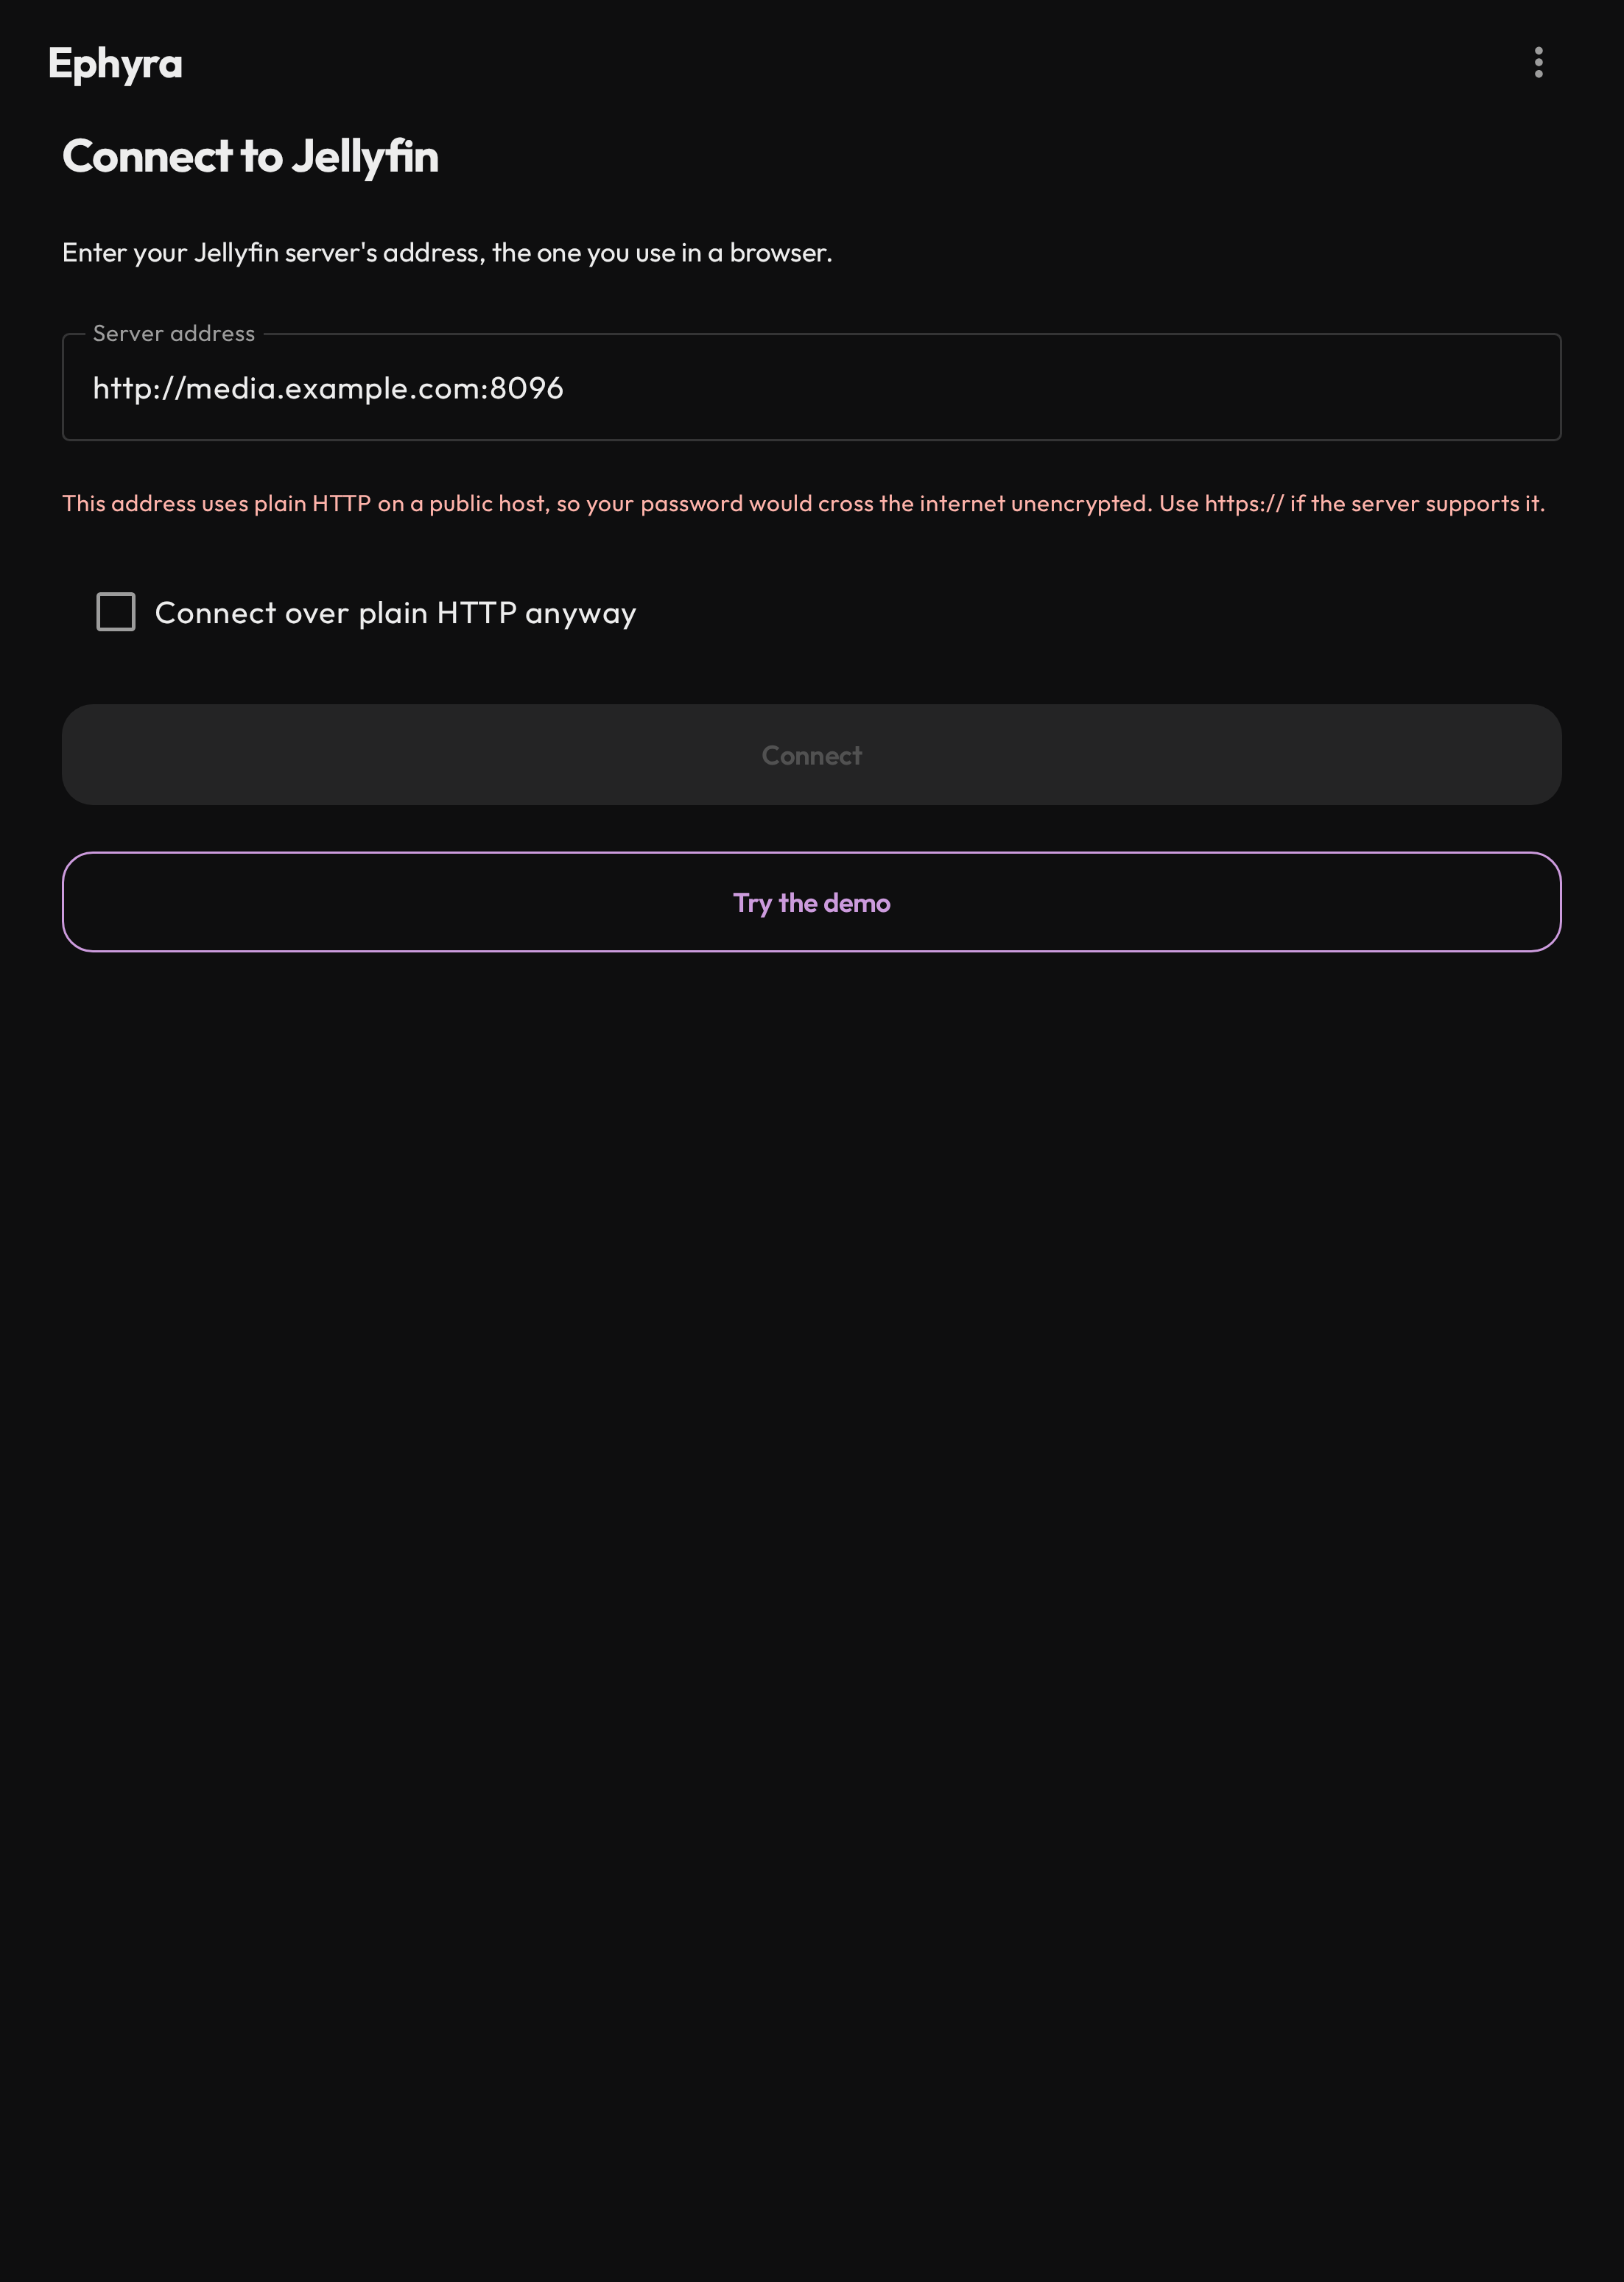 Ephyra
Connect to Jellyfin
Enter your Jellyfin server's address, the one you use in a browser.
Server address
http://media.example.com:8096
This address uses plain HTTP on a public host, so your password would cross the internet unencrypted. Use https:// if the server supports it.
Connect over plain HTTP anyway
Connect
Try the demo